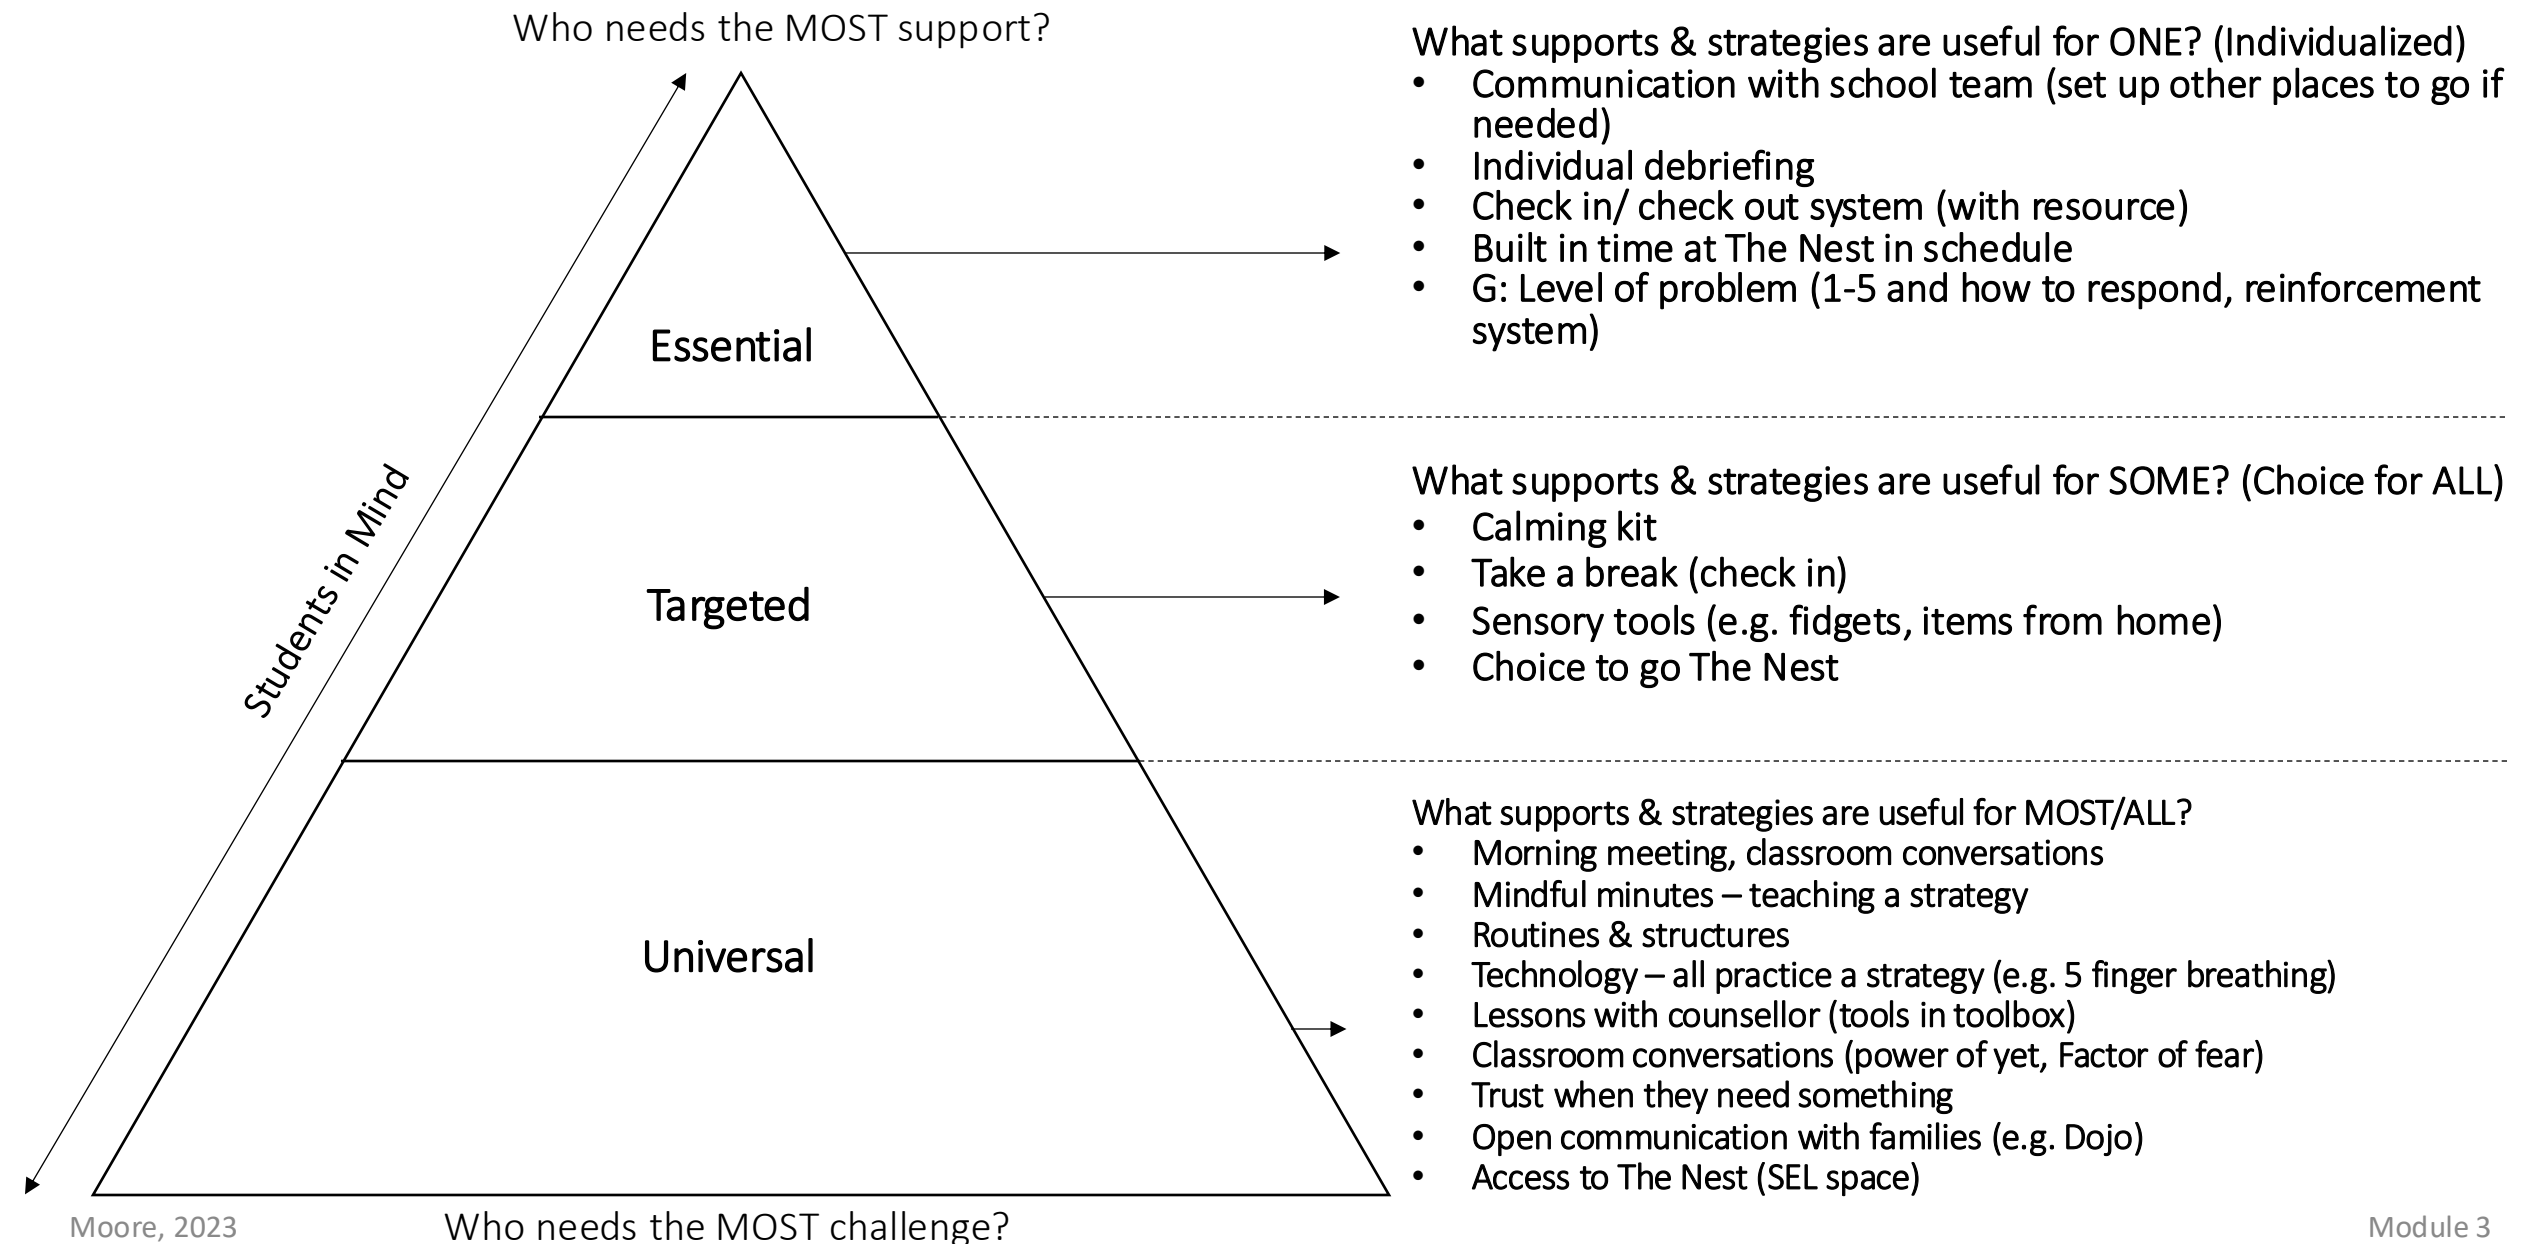 Who needs the MOST support?
What supports & strategies are useful for ONE? (Individualized)
• Communication with school team (set up other places to go if
needed)
• Individual debriefing
• Check in/ check out system (with resource)
• Built in time at The Nest in schedule
• G: Level of problem (1-5 and how to respond, reinforcement
system)
Essential
Students in Mind
What supports & strategies are useful for SOME? (Choice for ALL)
• Calming kit
• Take a break (check in)
• Sensory tools (e.g. fidgets, items from home)
• Choice to go The Nest
Targeted
What supports & strategies are useful for MOST/ALL?
• Morning meeting, classroom conversations
• Mindful minutes – teaching a strategy
• Routines & structures
• Technology – all practice a strategy (e.g. 5 finger breathing)
• Lessons with counsellor (tools in toolbox)
• Classroom conversations (power of yet, Factor of fear)
• Trust when they need something
• Open communication with families (e.g. Dojo)
• Access to The Nest (SEL space)
Universal
Who needs the MOST challenge?
Moore, 2023
Module 3